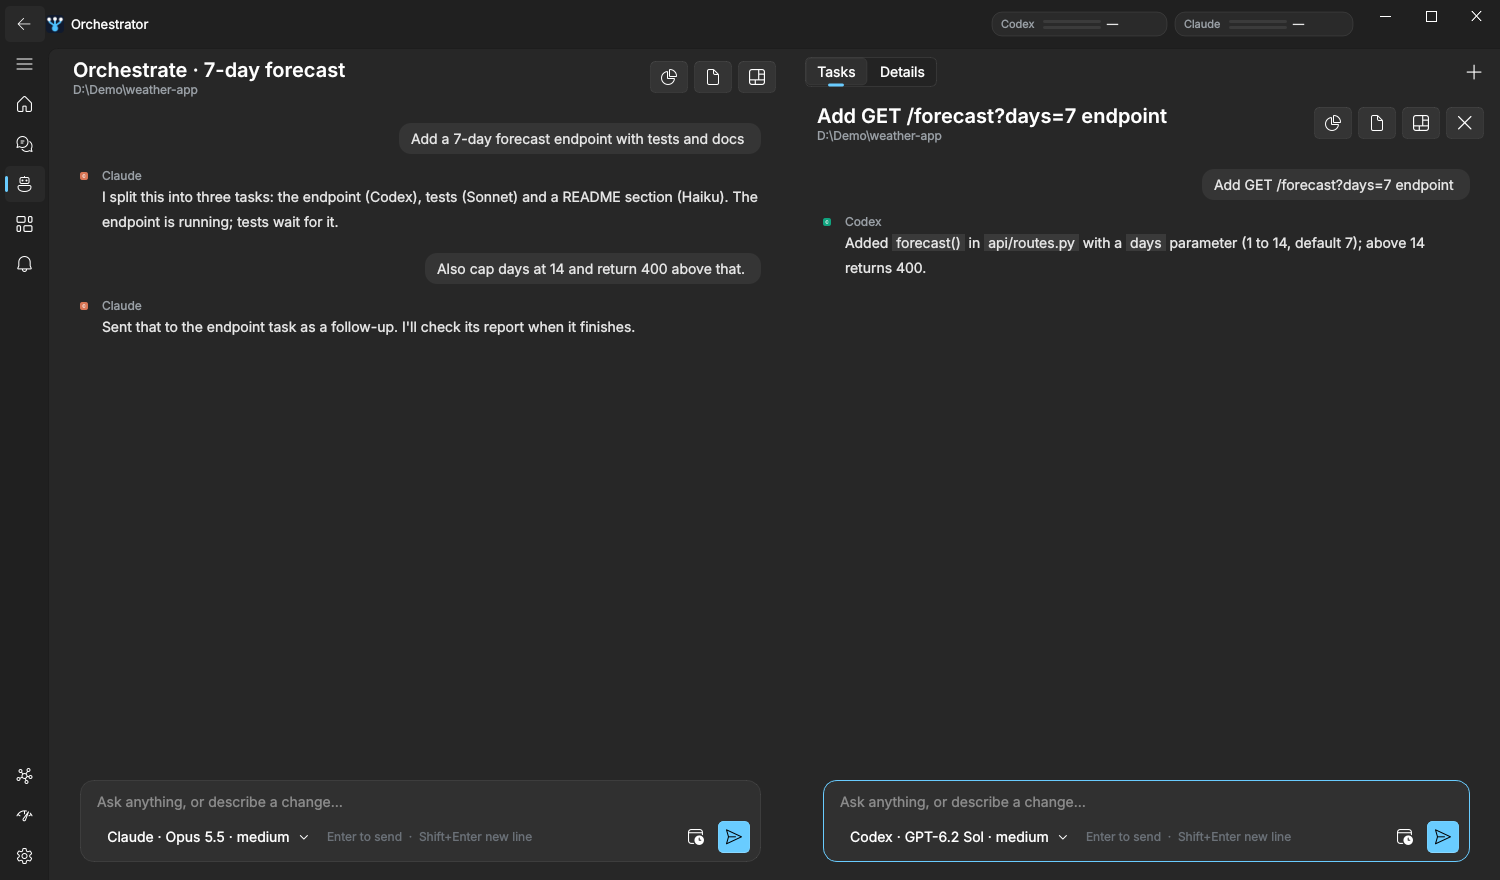 Orchestrator
Codex —
Claude —
Orchestrate · 7-day forecast
D:\Demo\weather-app
Add a 7-day forecast endpoint with tests and docs
Claude
I split this into three tasks: the endpoint (Codex), tests (Sonnet) and a README section (Haiku). The
endpoint is running; tests wait for it.
Also cap days at 14 and return 400 above that.
Claude
Sent that to the endpoint task as a follow-up. I'll check its report when it finishes.
Ask anything, or describe a change...
Claude · Opus 5.5 · medium
Enter to send · Shift+Enter new line
Tasks
Details
Add GET /forecast?days=7 endpoint
D:\Demo\weather-app
Add GET /forecast?days=7 endpoint
Codex
Added forecast() in api/routes.py with a days parameter (1 to 14, default 7); above 14
returns 400.
Ask anything, or describe a change...
Codex · GPT-6.2 Sol · medium
Enter to send · Shift+Enter new line